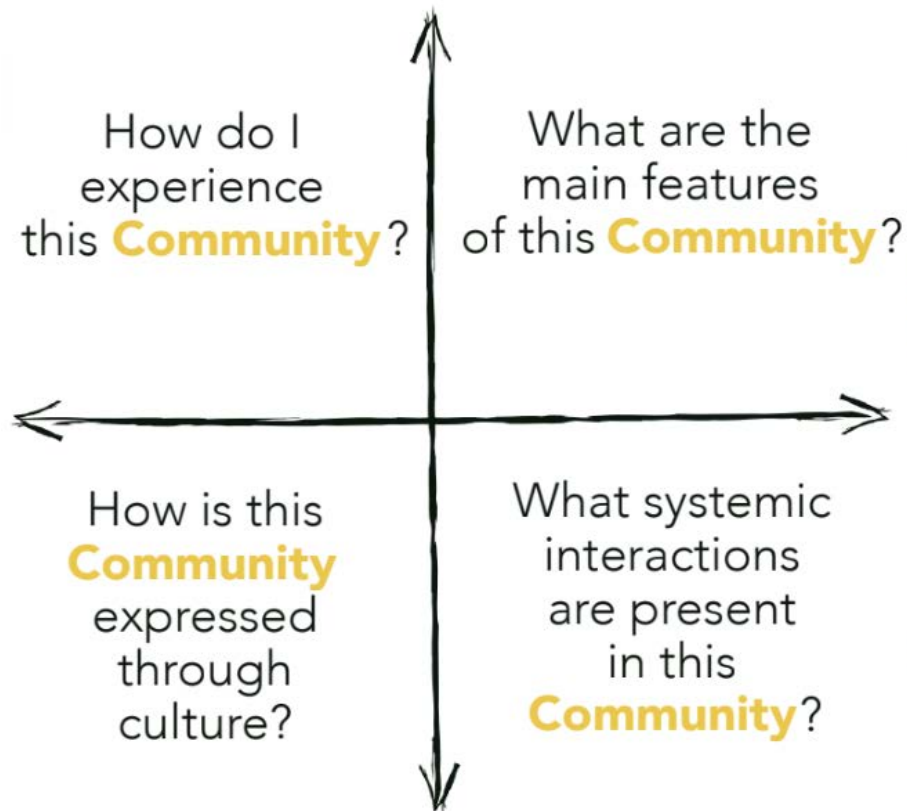 How do I
experience
this Community?
What are the
main features
of this Community?
How is this
Community
expressed
through
culture?
What systemic
interactions
are present
in this
Community?